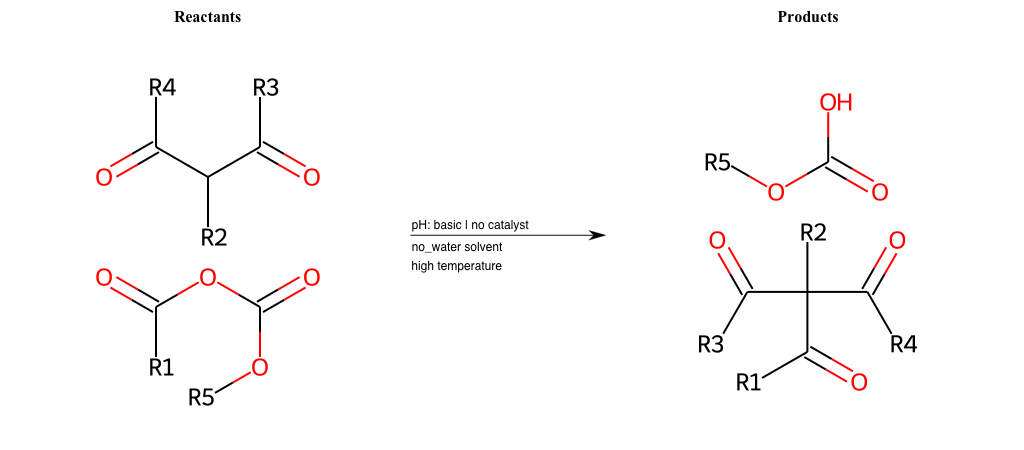 Reactants
Products
R4
R3
O
O
R2
O
O
O
R1
O
R5
pH: basic | no catalyst
no_water solvent
high temperature
OH
R5
O
O
O
R2
O
R3
R4
R1
O